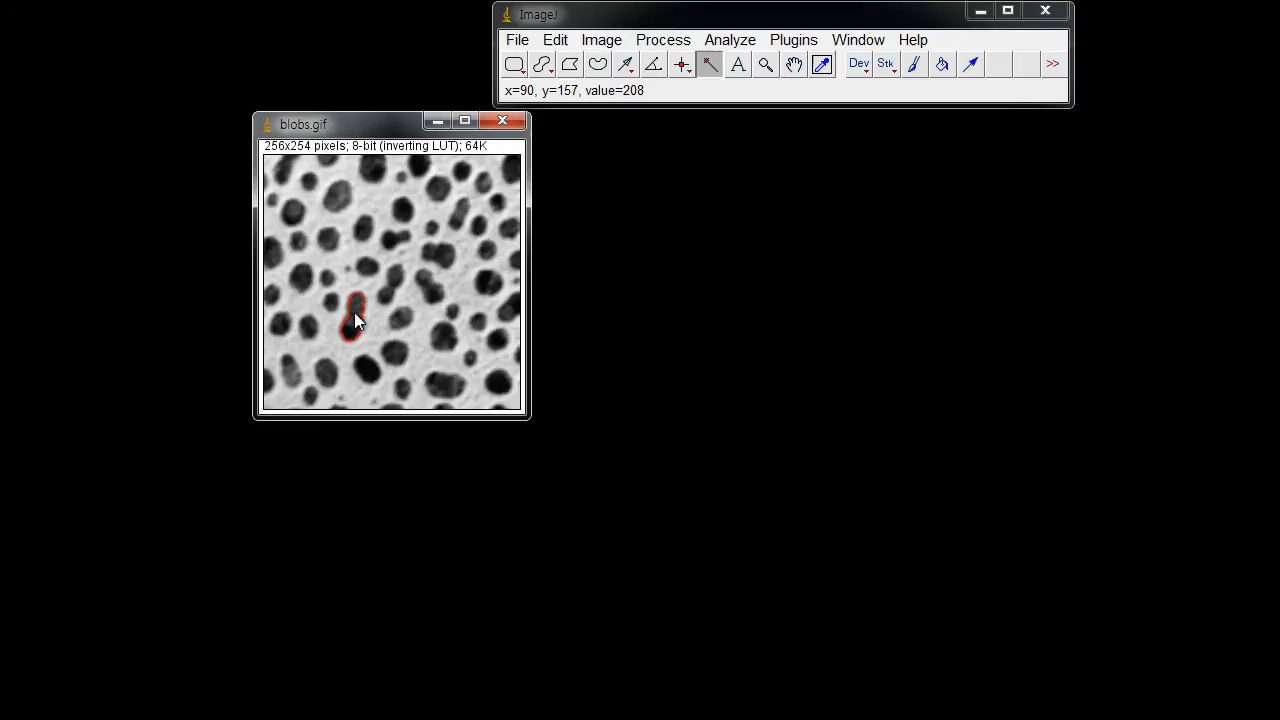 ImageJ
File Edit Image Process Analyze Plugins Window Help
A Dev Stk >>
x=90, y=157, value=208
blobs.gif
256x254 pixels; 8-bit (inverting LUT); 64K